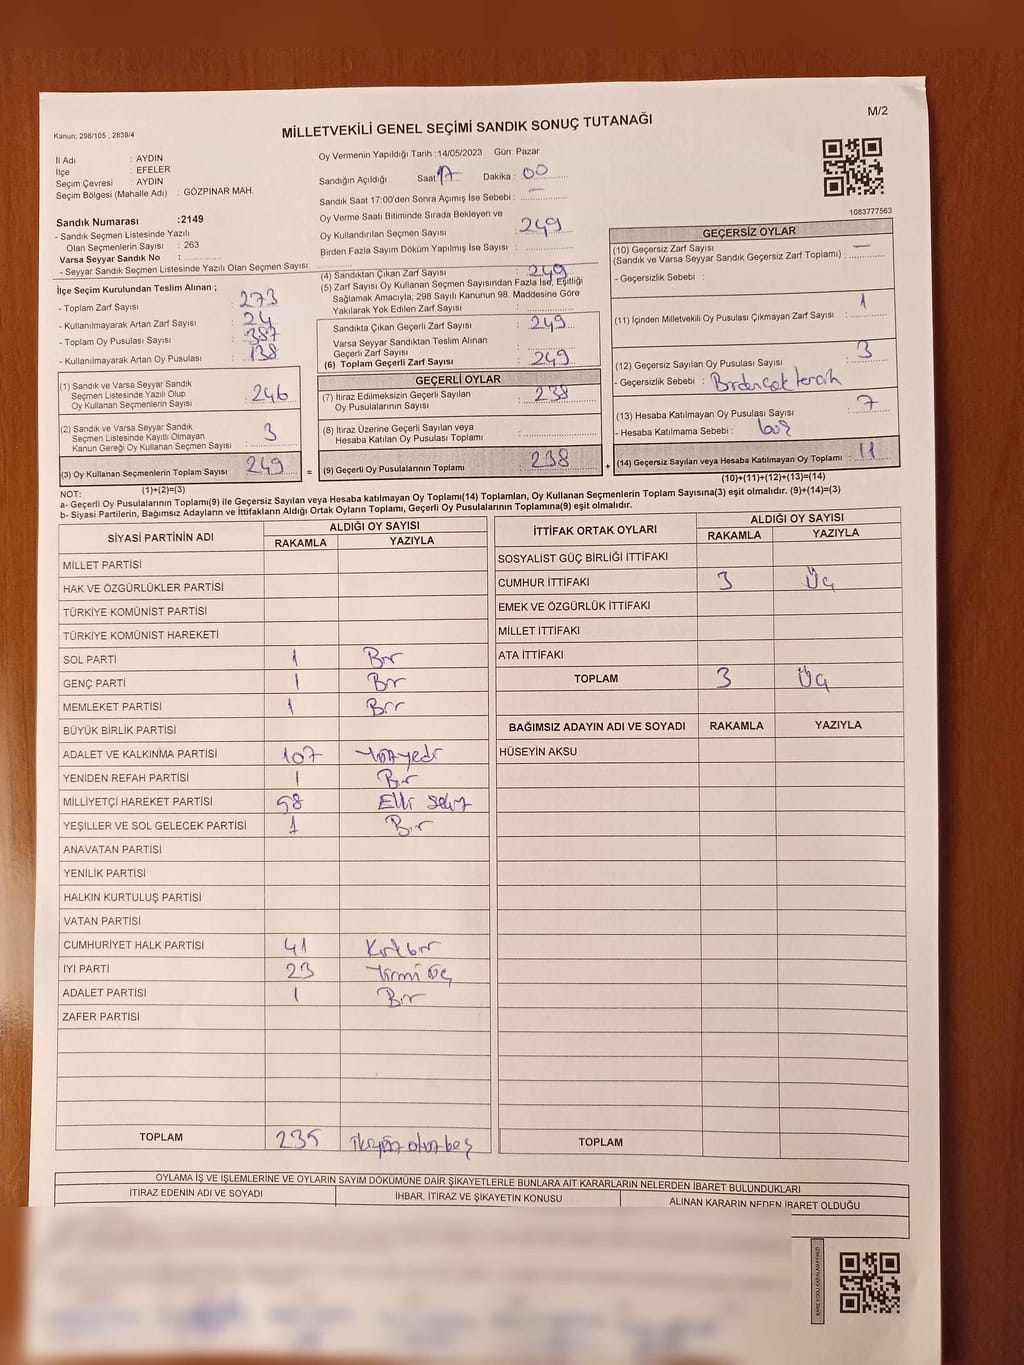 Kanun; 298/105 , 2839/4
MİLLETVEKİLİ GENEL SEÇİMİ SANDIK SONUÇ TUTANAĞI
M/2
İl Adı : AYDIN
İlçe : EFELER
Seçim Çevresi : AYDIN
Seçim Bölgesi (Mahalle Adı) : GÖZPINAR MAH.
Sandık Numarası :2149
- Sandık Seçmen Listesinde Yazılı
Olan Seçmenlerin Sayısı : 263
Varsa Seyyar Sandık No :
- Seyyar Sandık Seçmen Listesinde Yazılı Olan Seçmen Sayısı:
İlçe Seçim Kurulundan Teslim Alınan ;
- Toplam Zarf Sayısı : 273
- Kullanılmayarak Artan Zarf Sayısı : 24
- Toplam Oy Pusulası Sayısı : 387
- Kullanılmayarak Artan Oy Pusulası : 138
(1) Sandık ve Varsa Seyyar Sandık
Seçmen Listesinde Yazılı Olup
Oy Kullanan Seçmenlerin Sayısı : 246
(2) Sandık ve Varsa Seyyar Sandık
Seçmen Listesinde Kayıtlı Olmayan
Kanun Gereği Oy Kullanan Seçmen Sayısı : 3
(3) Oy Kullanan Seçmenlerin Toplam Sayısı : 249
(1)+(2)=(3)
Oy Vermenin Yapıldığı Tarih :14/05/2023 Gün: Pazar
Sandığın Açıldığı Saat: 17 Dakika : 00
Sandık Saat 17:00'den Sonra Açımış İse Sebebi : —
Oy Verme Saati Bitiminde Sırada Bekleyen ve
Oy Kullandırılan Seçmen Sayısı : 249
Birden Fazla Sayım Döküm Yapılmış İse Sayısı :
(4) Sandıktan Çıkan Zarf Sayısı : 249
(5) Zarf Sayısı Oy Kullanan Seçmen Sayısından Fazla İse, Eşitliği
Sağlamak Amacıyla; 298 Sayılı Kanunun 98. Maddesine Göre
Yakılarak Yok Edilen Zarf Sayısı :
Sandıkta Çıkan Geçerli Zarf Sayısı : 249
Varsa Seyyar Sandıktan Teslim Alınan
Geçerli Zarf Sayısı :
(6) Toplam Geçerli Zarf Sayısı : 249
GEÇERLİ OYLAR
(7) İtiraz Edilmeksizin Geçerli Sayılan
Oy Pusulalarının Sayısı : 238
(8) İtiraz Üzerine Geçerli Sayılan veya
Hesaba Katılan Oy Pusulası Toplamı :
= (9) Geçerli Oy Pusulalarının Toplamı : 238
1083777563
GEÇERSİZ OYLAR
(10) Geçersiz Zarf Sayısı
(Sandık ve Varsa Seyyar Sandık Geçersiz Zarf Toplamı) : —
- Geçersizlik Sebebi :
(11) İçinden Milletvekili Oy Pusulası Çıkmayan Zarf Sayısı : 1
(12) Geçersiz Sayılan Oy Pusulası Sayısı : 3
- Geçersizlik Sebebi : Birden çok tercih
(13) Hesaba Katılmayan Oy Pusulası Sayısı : 7
- Hesaba Katılmama Sebebi : boş
+ (14) Geçersiz Sayılan veya Hesaba Katılmayan Oy Toplamı : 11
(10)+(11)+(12)+(13)=(14)
NOT:
a- Geçerli Oy Pusulalarının Toplamı(9) ile Geçersiz Sayılan veya Hesaba katılmayan Oy Toplamı(14) Toplamları, Oy Kullanan Seçmenlerin Toplam Sayısına(3) eşit olmalıdır. (9)+(14)=(3)
b- Siyasi Partilerin, Bağımsız Adayların ve İttifakların Aldığı Ortak Oyların Toplamı, Geçerli Oy Pusulalarının Toplamına(9) eşit olmalıdır.
SİYASİ PARTİNİN ADI ALDIĞI OY SAYISI
RAKAMLA YAZIYLA
MİLLET PARTİSİ
HAK VE ÖZGÜRLÜKLER PARTİSİ
TÜRKİYE KOMÜNİST PARTİSİ
TÜRKİYE KOMÜNİST HAREKETİ
SOL PARTİ 1 Bir
GENÇ PARTİ 1 Bir
MEMLEKET PARTİSİ 1 Bir
BÜYÜK BİRLİK PARTİSİ
ADALET VE KALKINMA PARTİSİ 107 Yüzyedi
YENİDEN REFAH PARTİSİ 1 Bir
MİLLİYETÇİ HAREKET PARTİSİ 58 Elli sekiz
YEŞİLLER VE SOL GELECEK PARTİSİ 1 Bir
ANAVATAN PARTİSİ
YENİLİK PARTİSİ
HALKIN KURTULUŞ PARTİSİ
VATAN PARTİSİ
CUMHURİYET HALK PARTİSİ 41 Kırkbir
İYİ PARTİ 23 Yirmi üç
ADALET PARTİSİ 1 Bir
ZAFER PARTİSİ
TOPLAM 235 ikiyüz otuz beş
İTTİFAK ORTAK OYLARI ALDIĞI OY SAYISI
RAKAMLA YAZIYLA
SOSYALİST GÜÇ BİRLİĞİ İTTİFAKI
CUMHUR İTTİFAKI 3 Üç
EMEK VE ÖZGÜRLÜK İTTİFAKI
MİLLET İTTİFAKI
ATA İTTİFAKI
TOPLAM 3 Üç
BAĞIMSIZ ADAYIN ADI VE SOYADI RAKAMLA YAZIYLA
HÜSEYİN AKSU
TOPLAM
OYLAMA İŞ VE İŞLEMLERİNE VE OYLARIN SAYIM DÖKÜMÜNE DAİR ŞİKAYETLERLE BUNLARA AİT KARARLARIN NELERDEN İBARET BULUNDUKLARI
İTİRAZ EDENİN ADI VE SOYADI İHBAR, İTİRAZ VE ŞİKAYETİN KONUSU ALINAN KARARIN NEDEN İBARET OLDUĞU